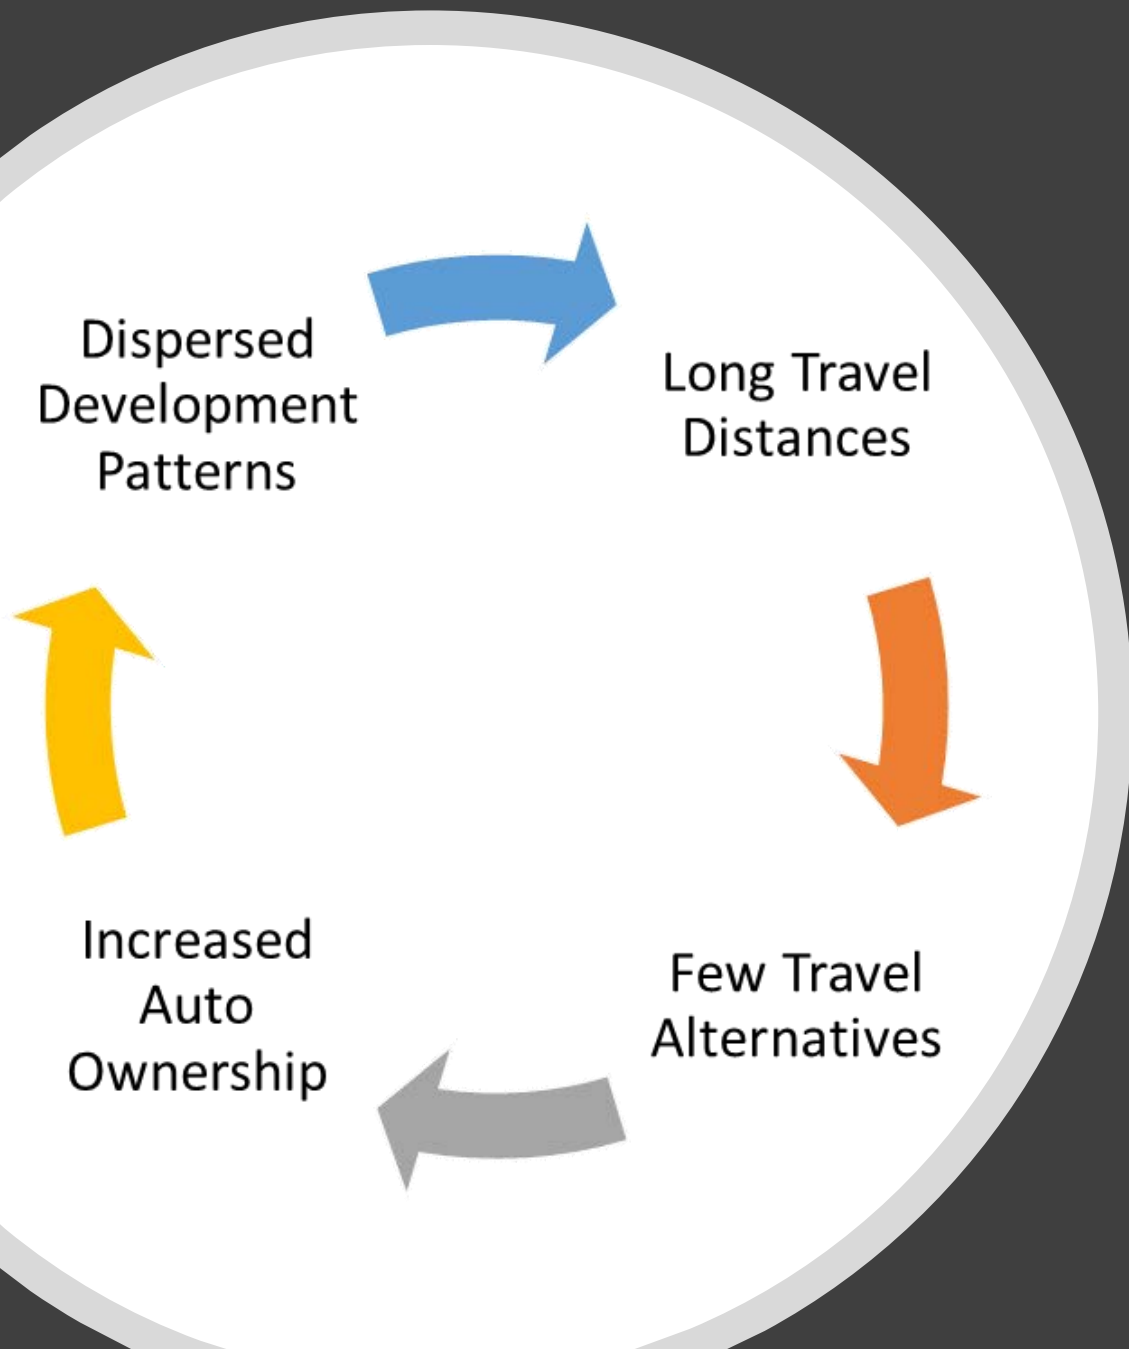 Dispersed
Development
Patterns
Long Travel
Distances
Few Travel
Alternatives
Increased
Auto
Ownership